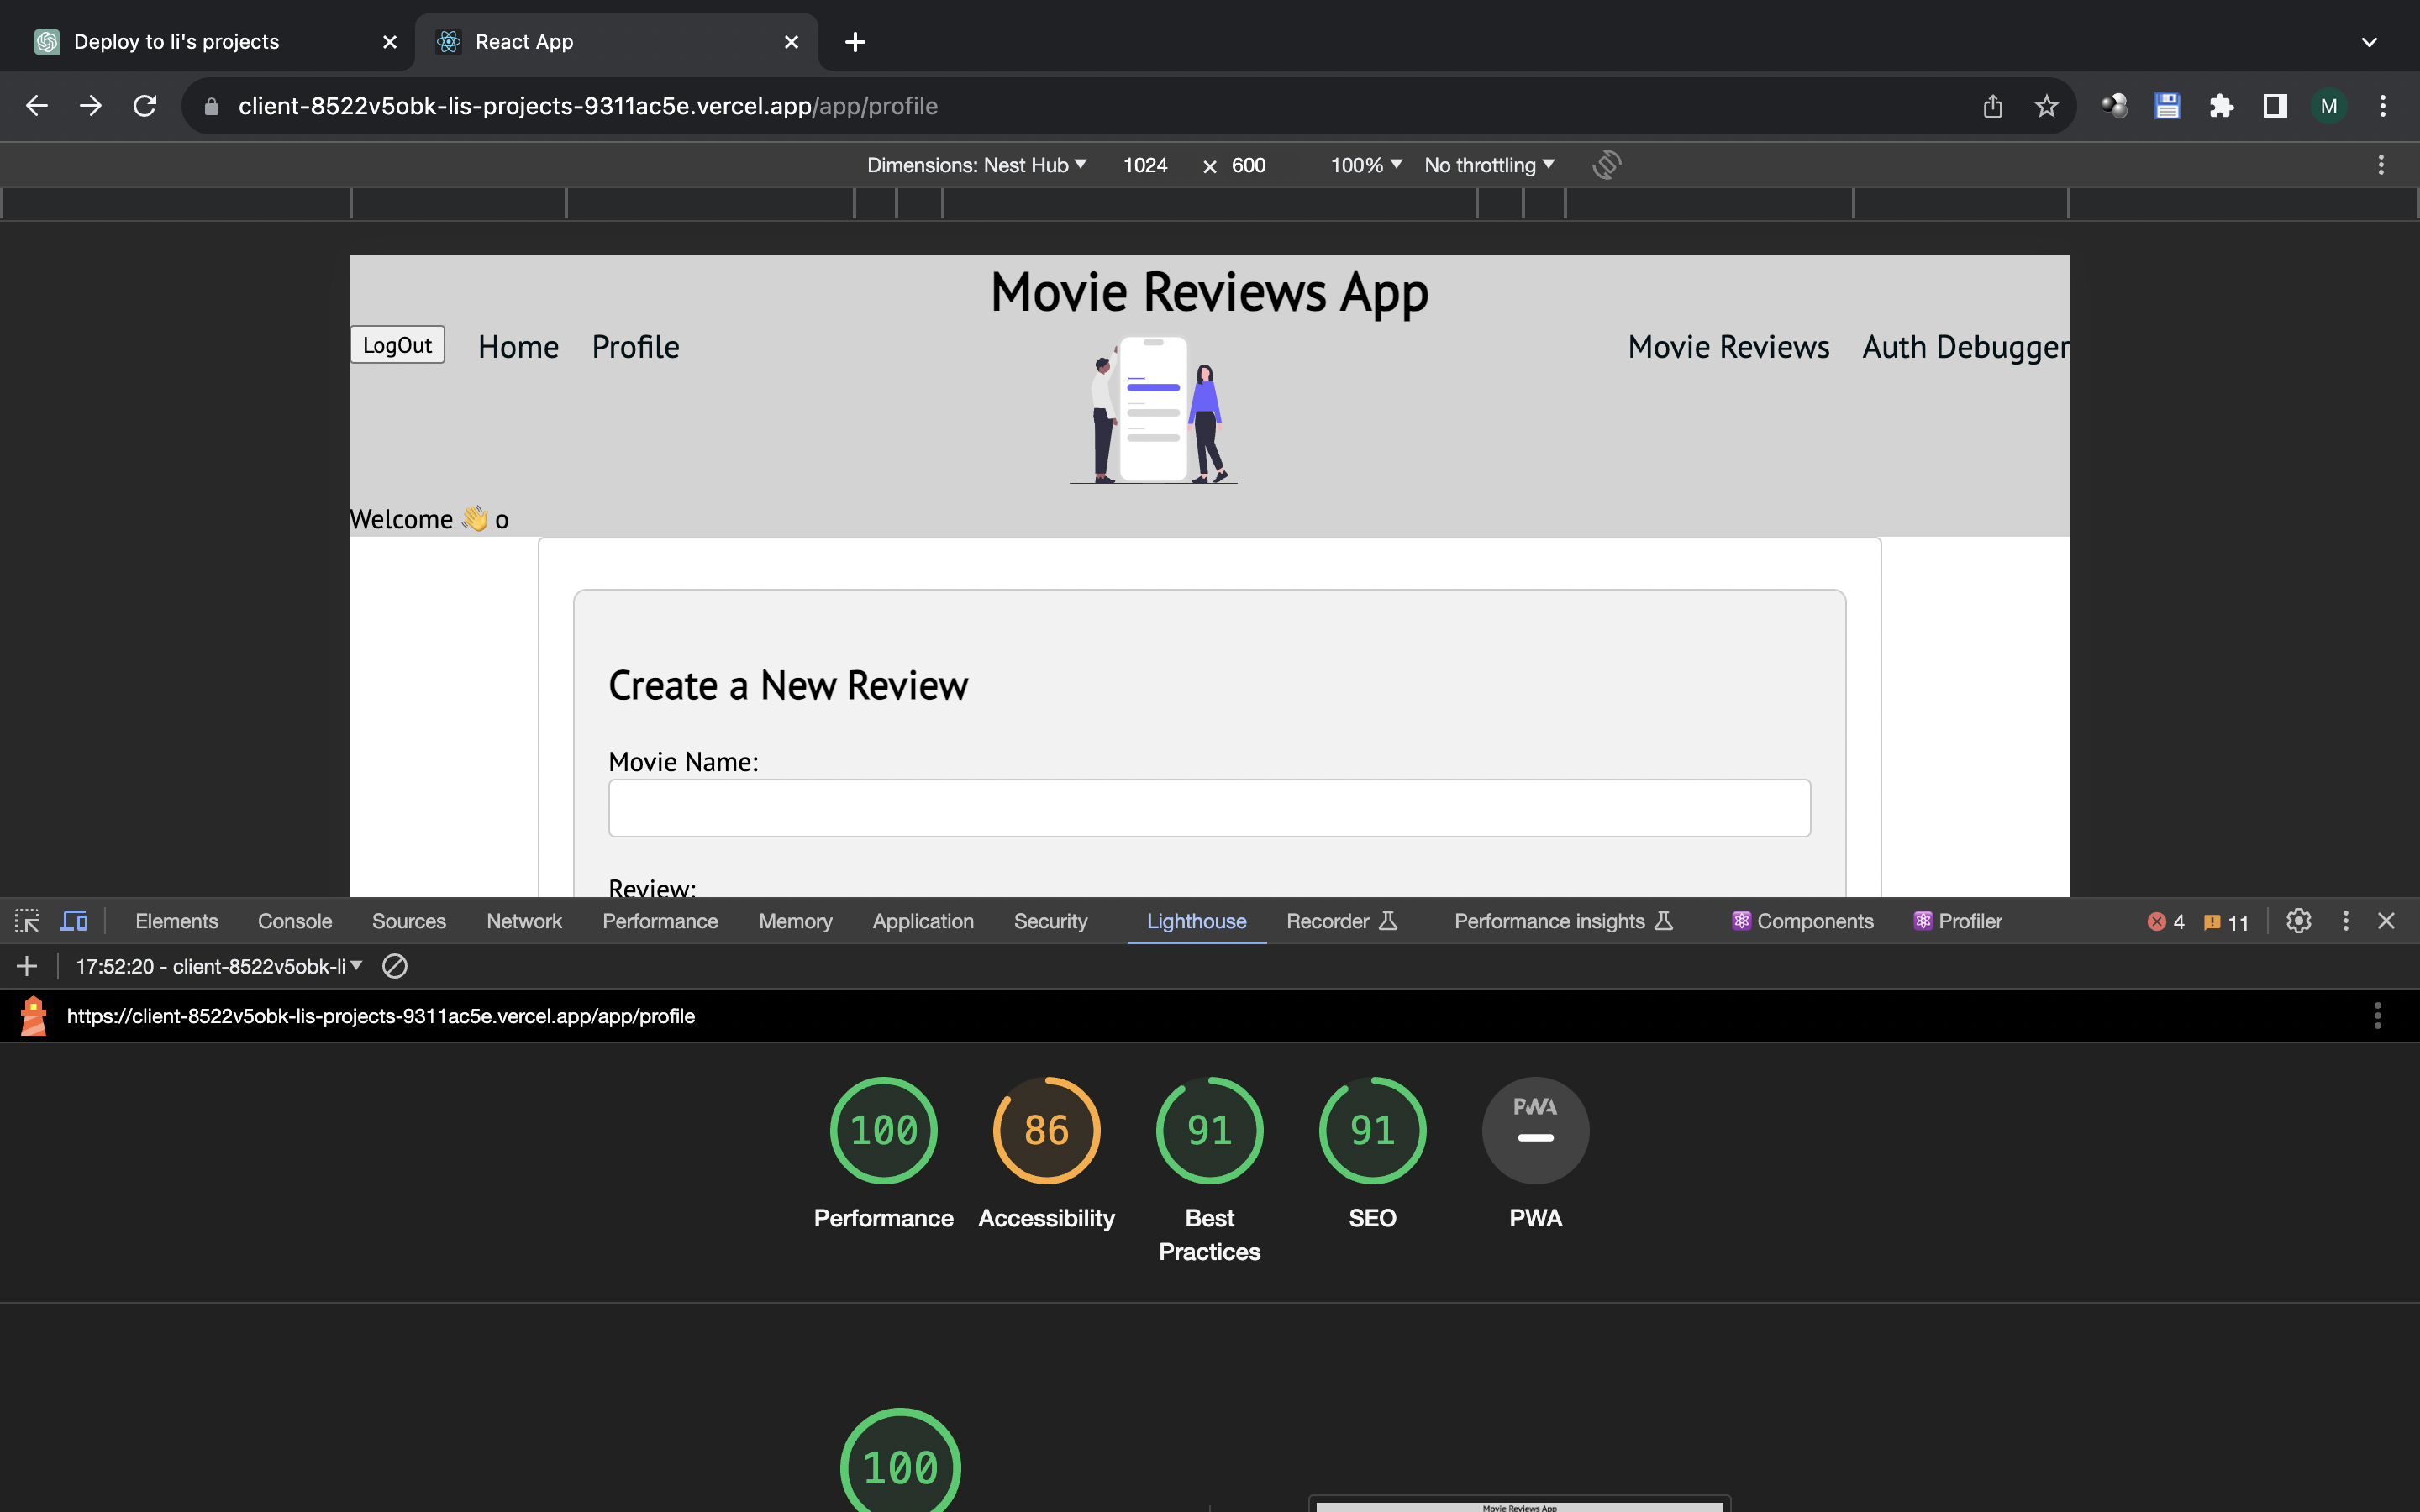 Deploy to li's projects
React App
client-8522v5obk-lis-projects-9311ac5e.vercel.app/app/profile
M
Dimensions: Nest Hub 1024 × 600 100% No throttling
Movie Reviews App
LogOut Home Profile Movie Reviews Auth Debugger
Welcome 👋 o
Create a New Review
Movie Name:
Review:
Elements Console Sources Network Performance Memory Application Security Lighthouse Recorder Performance insights Components Profiler 4 11
17:52:20 - client-8522v5obk-li
https://client-8522v5obk-lis-projects-9311ac5e.vercel.app/app/profile
100 86 91 91 PWA
Performance Accessibility Best Practices SEO PWA
100
Movie Reviews App